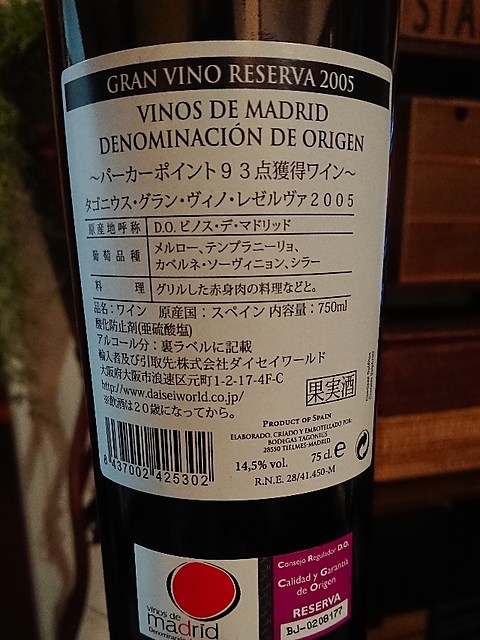 GRAN VINO RESERVA 2005
VINOS DE MADRID
DENOMINACIÓN DE ORIGEN
～パーカーポイント93点獲得ワイン～
タゴニウス・グラン・ヴィノ・レゼルヴァ2005
原産地呼称 D.O. ビノス・デ・マドリッド
葡萄品種 メルロー、テンプラニーリョ、
カベルネ・ソーヴィニョン、シラー
料理 グリルした赤身肉の料理などと。
品名：ワイン 原産国：スペイン 内容量：750ml
酸化防止剤(亜硫酸塩)
アルコール分：裏ラベルに記載
輸入者及び引取先:株式会社ダイセイワールド
大阪府大阪市浪速区元町1-2-17-4F-C
http://www.daiseiworld.co.jp/
※飲酒は20歳になってから。
果実酒
PRODUCT OF SPAIN
ELABORADO, CRIADO Y EMBOTELLADO POR:
BODEGAS TAGONIUS
28550 TIELMES-MADRID
14,5% vol. 75 cl. e
R.N.E. 28/41.450-M
8 437002 425302
vinos de
madrid
Denominación
Consejo Regulador D.O.
Calidad y Garantía
de Origen
RESERVA
BJ-0208177
STA